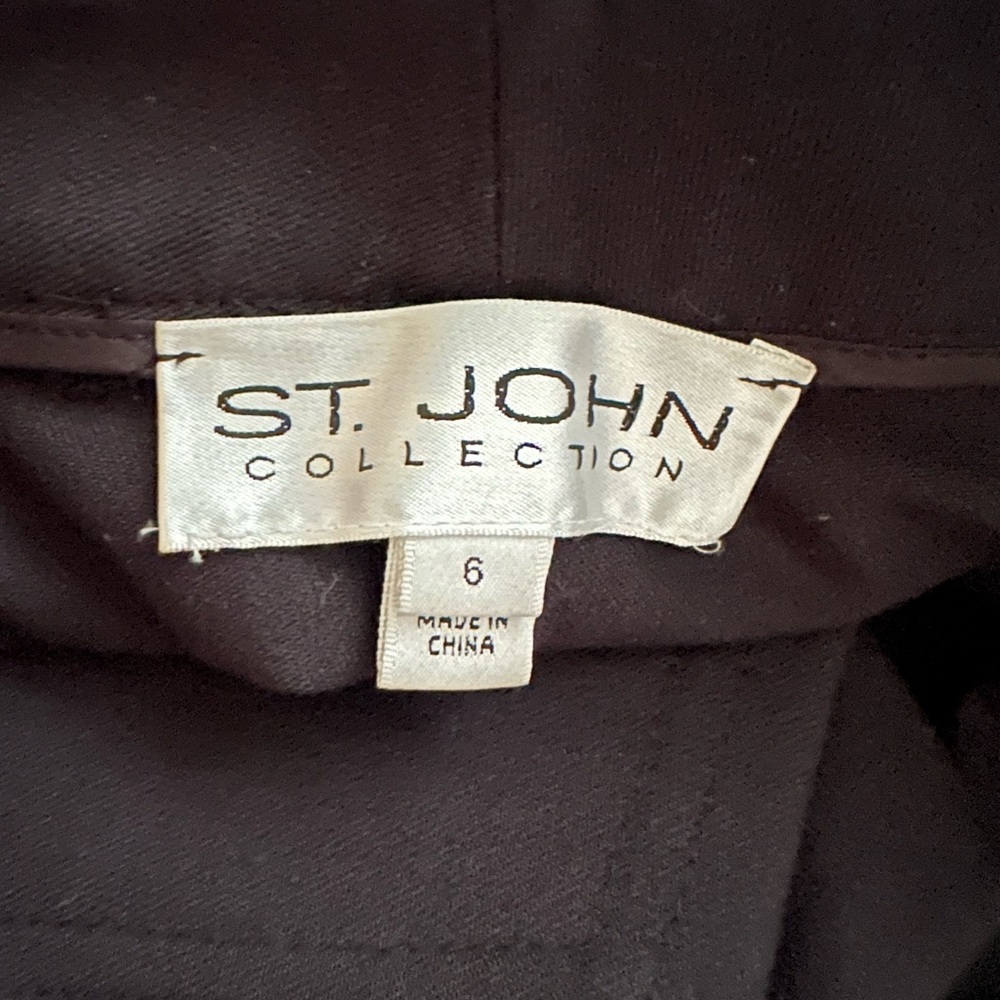 ST. JOHN
COLLECTION
6
MADE IN
CHINA